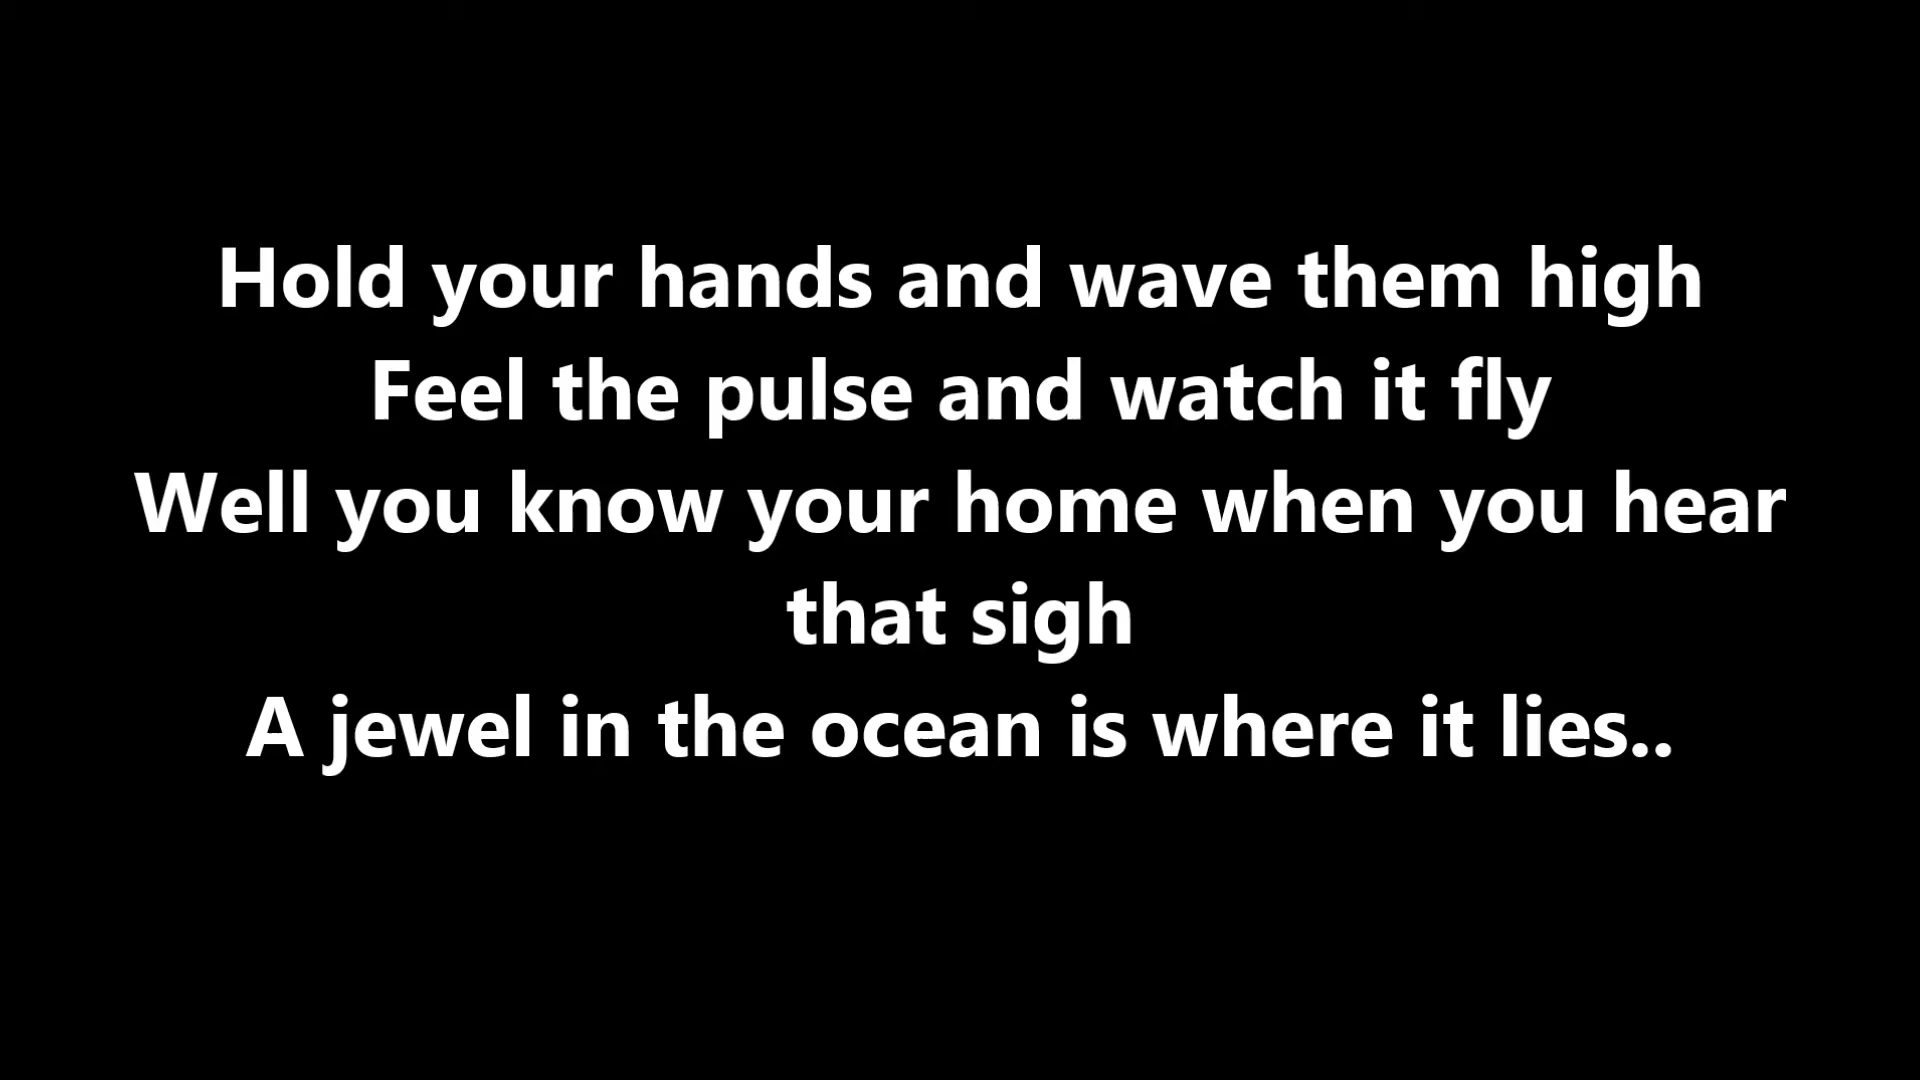 Hold your hands and wave them high
Feel the pulse and watch it fly
Well you know your home when you hear
that sigh
A jewel in the ocean is where it lies..